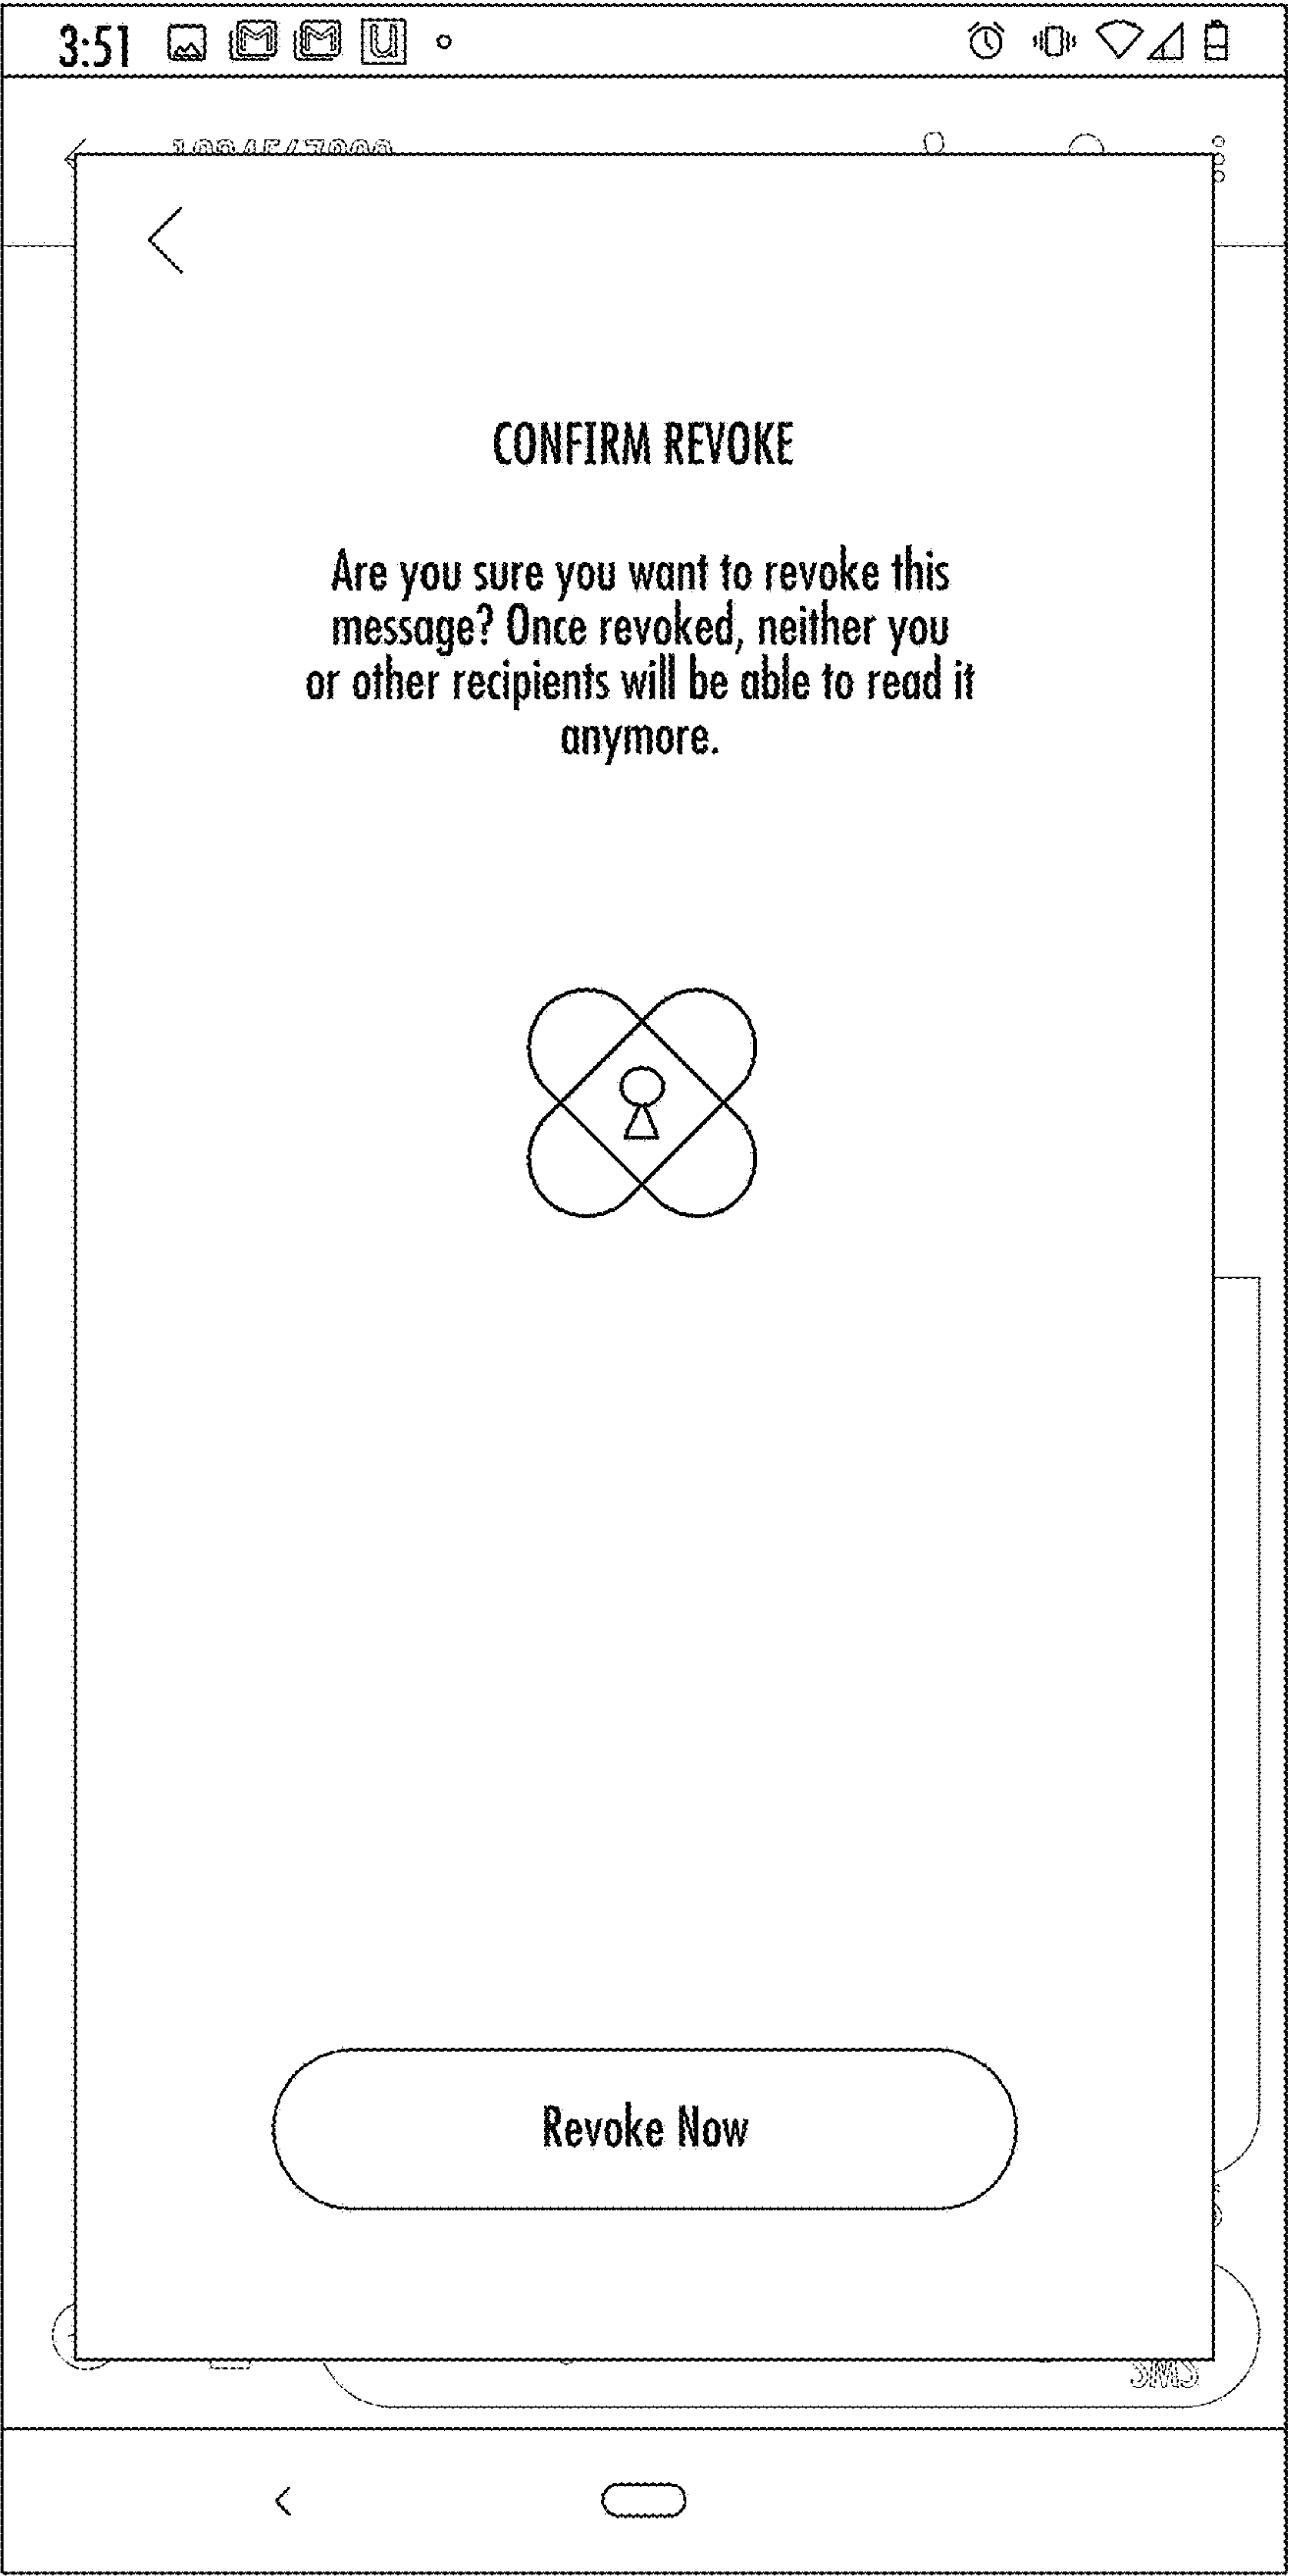 3:51
CONFIRM REVOKE
Are you sure you want to revoke this
message? Once revoked, neither you
or other recipients will be able to read it
anymore.
Revoke Now
SMS